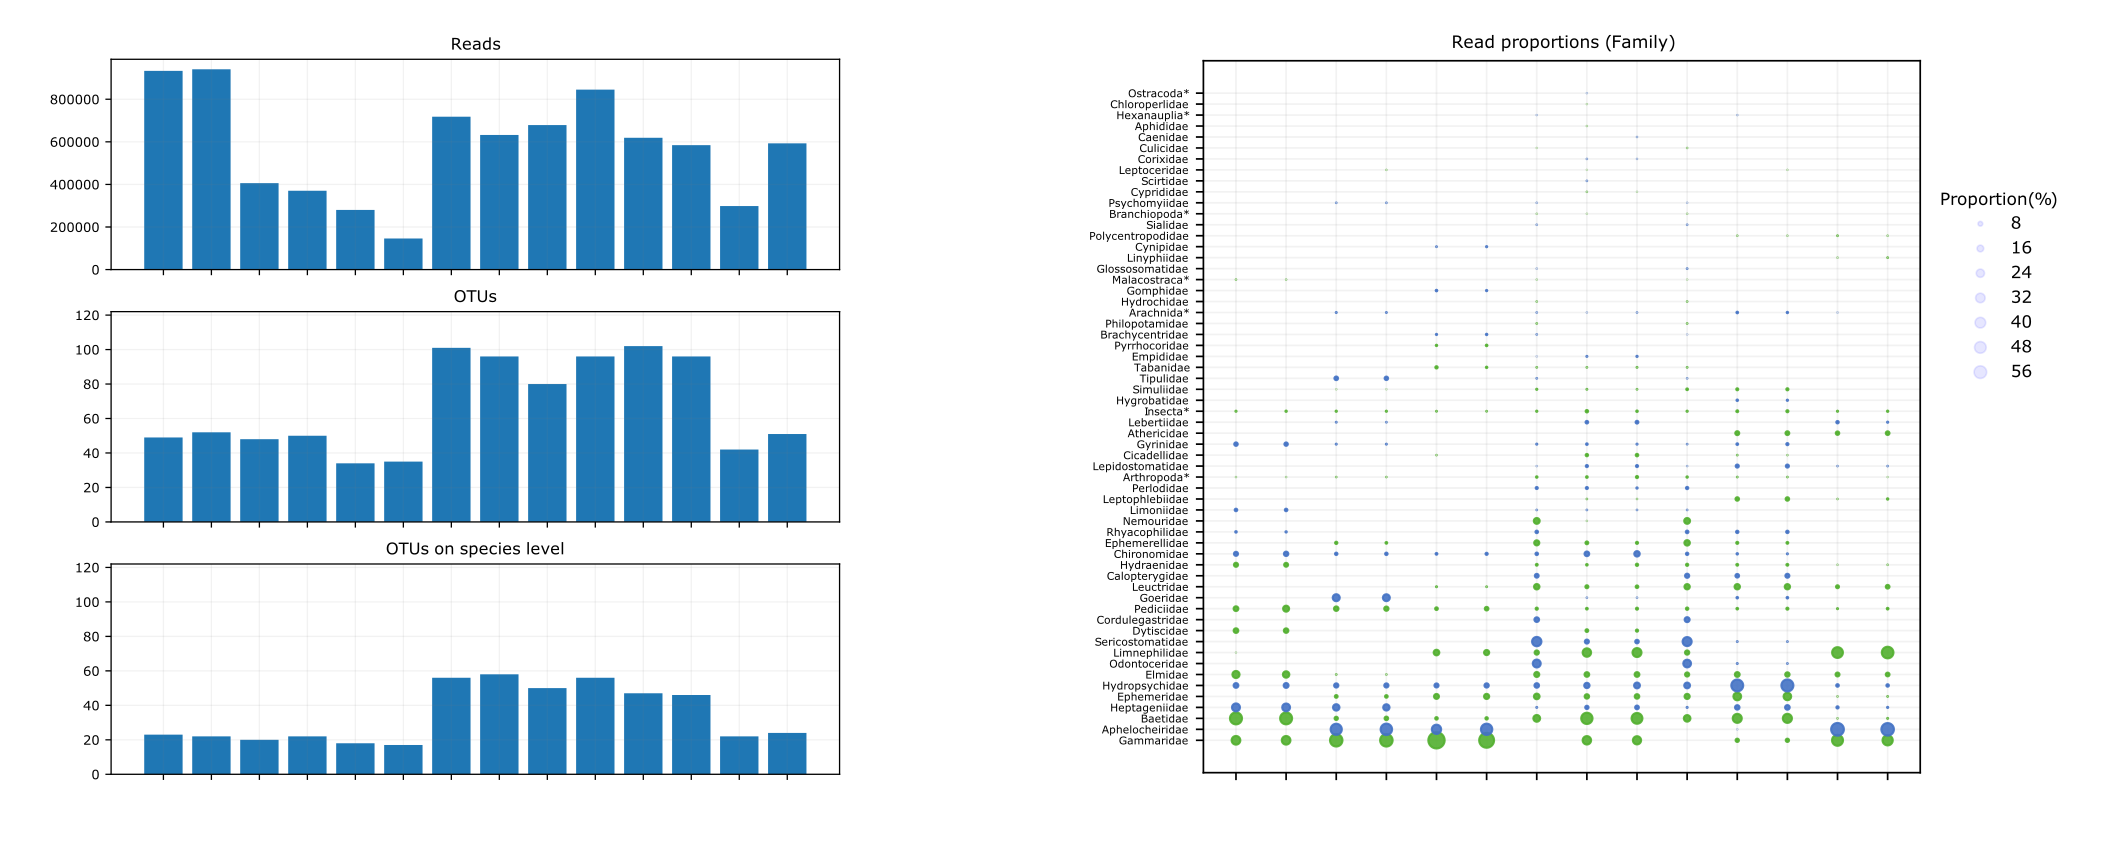 Reads
800000
600000
400000
200000
0
OTUs
120
100
80
60
40
20
0
OTUs on species level
120
100
80
60
40
20
0
Read proportions (Family)
Ostracoda*
Chloroperlidae
Hexanauplia*
Aphididae
Caenidae
Culicidae
Corixidae
Leptoceridae
Scirtidae
Cyprididae
Psychomyiidae
Branchiopoda*
Sialidae
Polycentropodidae
Cynipidae
Linyphiidae
Glossosomatidae
Malacostraca*
Gomphidae
Hydrochidae
Arachnida*
Philopotamidae
Brachycentridae
Pyrrhocoridae
Empididae
Tabanidae
Tipulidae
Simuliidae
Hygrobatidae
Insecta*
Lebertiidae
Athericidae
Gyrinidae
Cicadellidae
Lepidostomatidae
Arthropoda*
Perlodidae
Leptophlebiidae
Limoniidae
Nemouridae
Rhyacophilidae
Ephemerellidae
Chironomidae
Hydraenidae
Calopterygidae
Leuctridae
Goeridae
Pediciidae
Cordulegastridae
Dytiscidae
Sericostomatidae
Limnephilidae
Odontoceridae
Elmidae
Hydropsychidae
Ephemeridae
Heptageniidae
Baetidae
Aphelocheiridae
Gammaridae
Proportion(%)
8
16
24
32
40
48
56